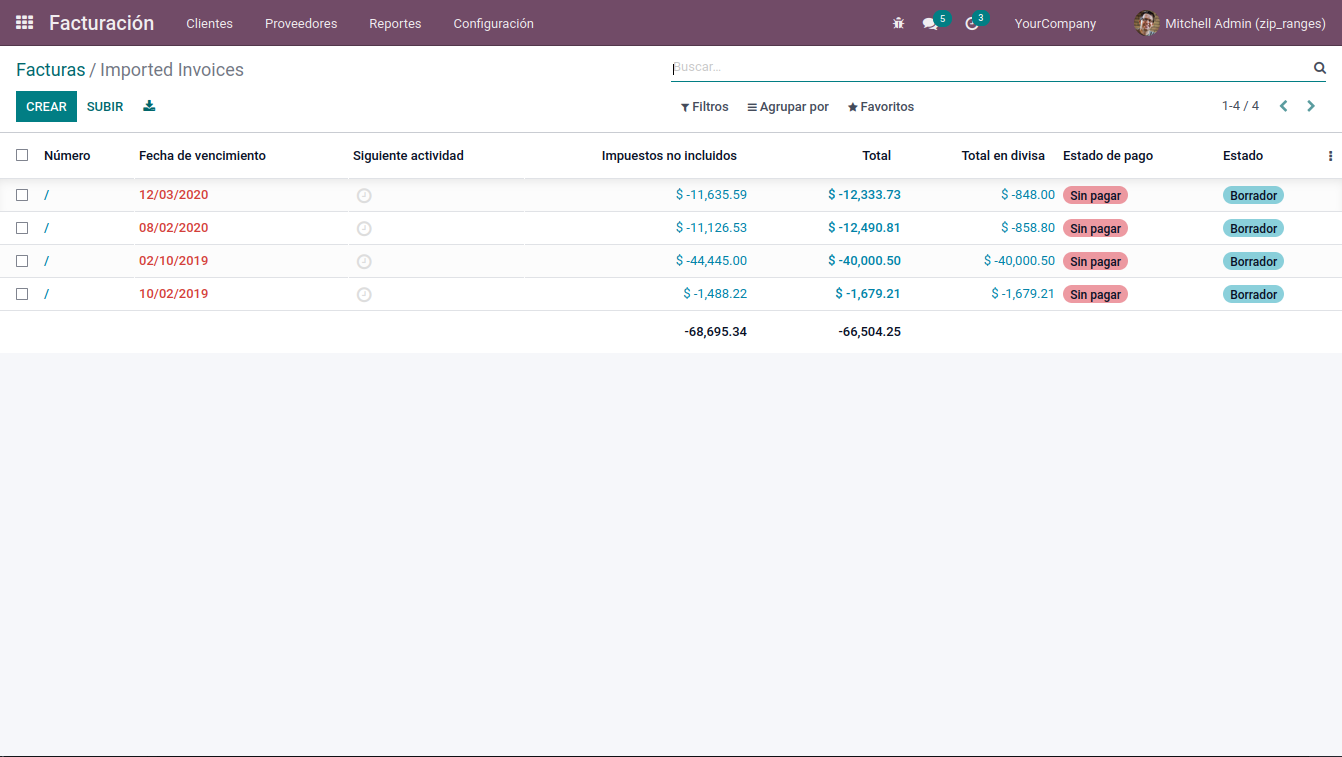 Facturación Clientes Proveedores Reportes Configuración 5 3 YourCompany Mitchell Admin (zip_ranges)
Facturas / Imported Invoices Buscar...
CREAR SUBIR Filtros Agrupar por Favoritos 1-4 / 4
Número Fecha de vencimiento Siguiente actividad Impuestos no incluidos Total Total en divisa Estado de pago Estado
/ 12/03/2020 $ -11,635.59 $ -12,333.73 $ -848.00 Sin pagar Borrador
/ 08/02/2020 $ -11,126.53 $ -12,490.81 $ -858.80 Sin pagar Borrador
/ 02/10/2019 $ -44,445.00 $ -40,000.50 $ -40,000.50 Sin pagar Borrador
/ 10/02/2019 $ -1,488.22 $ -1,679.21 $ -1,679.21 Sin pagar Borrador
-68,695.34 -66,504.25